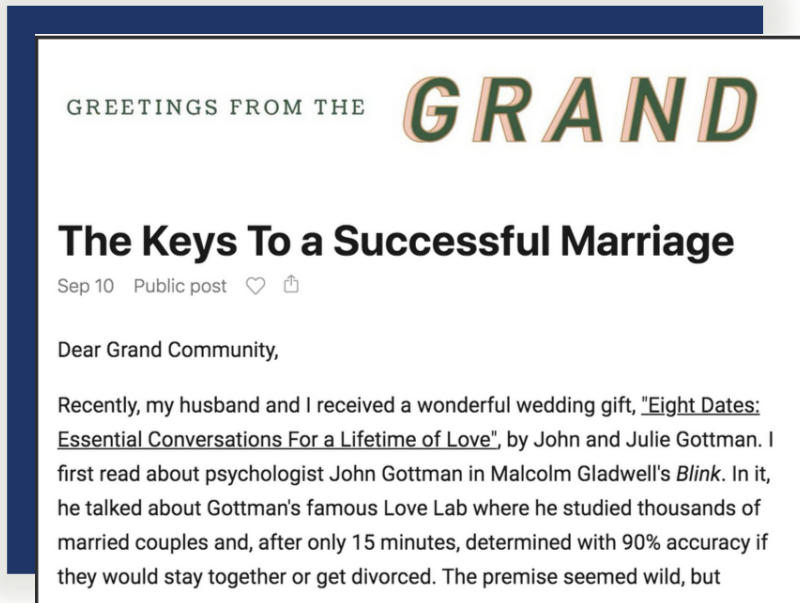 GREETINGS FROM THE GRAND
The Keys To a Successful Marriage
Sep 10 Public post
Dear Grand Community,
Recently, my husband and I received a wonderful wedding gift, "Eight Dates:
Essential Conversations For a Lifetime of Love", by John and Julie Gottman. I
first read about psychologist John Gottman in Malcolm Gladwell's Blink. In it,
he talked about Gottman's famous Love Lab where he studied thousands of
married couples and, after only 15 minutes, determined with 90% accuracy if
they would stay together or get divorced. The premise seemed wild, but